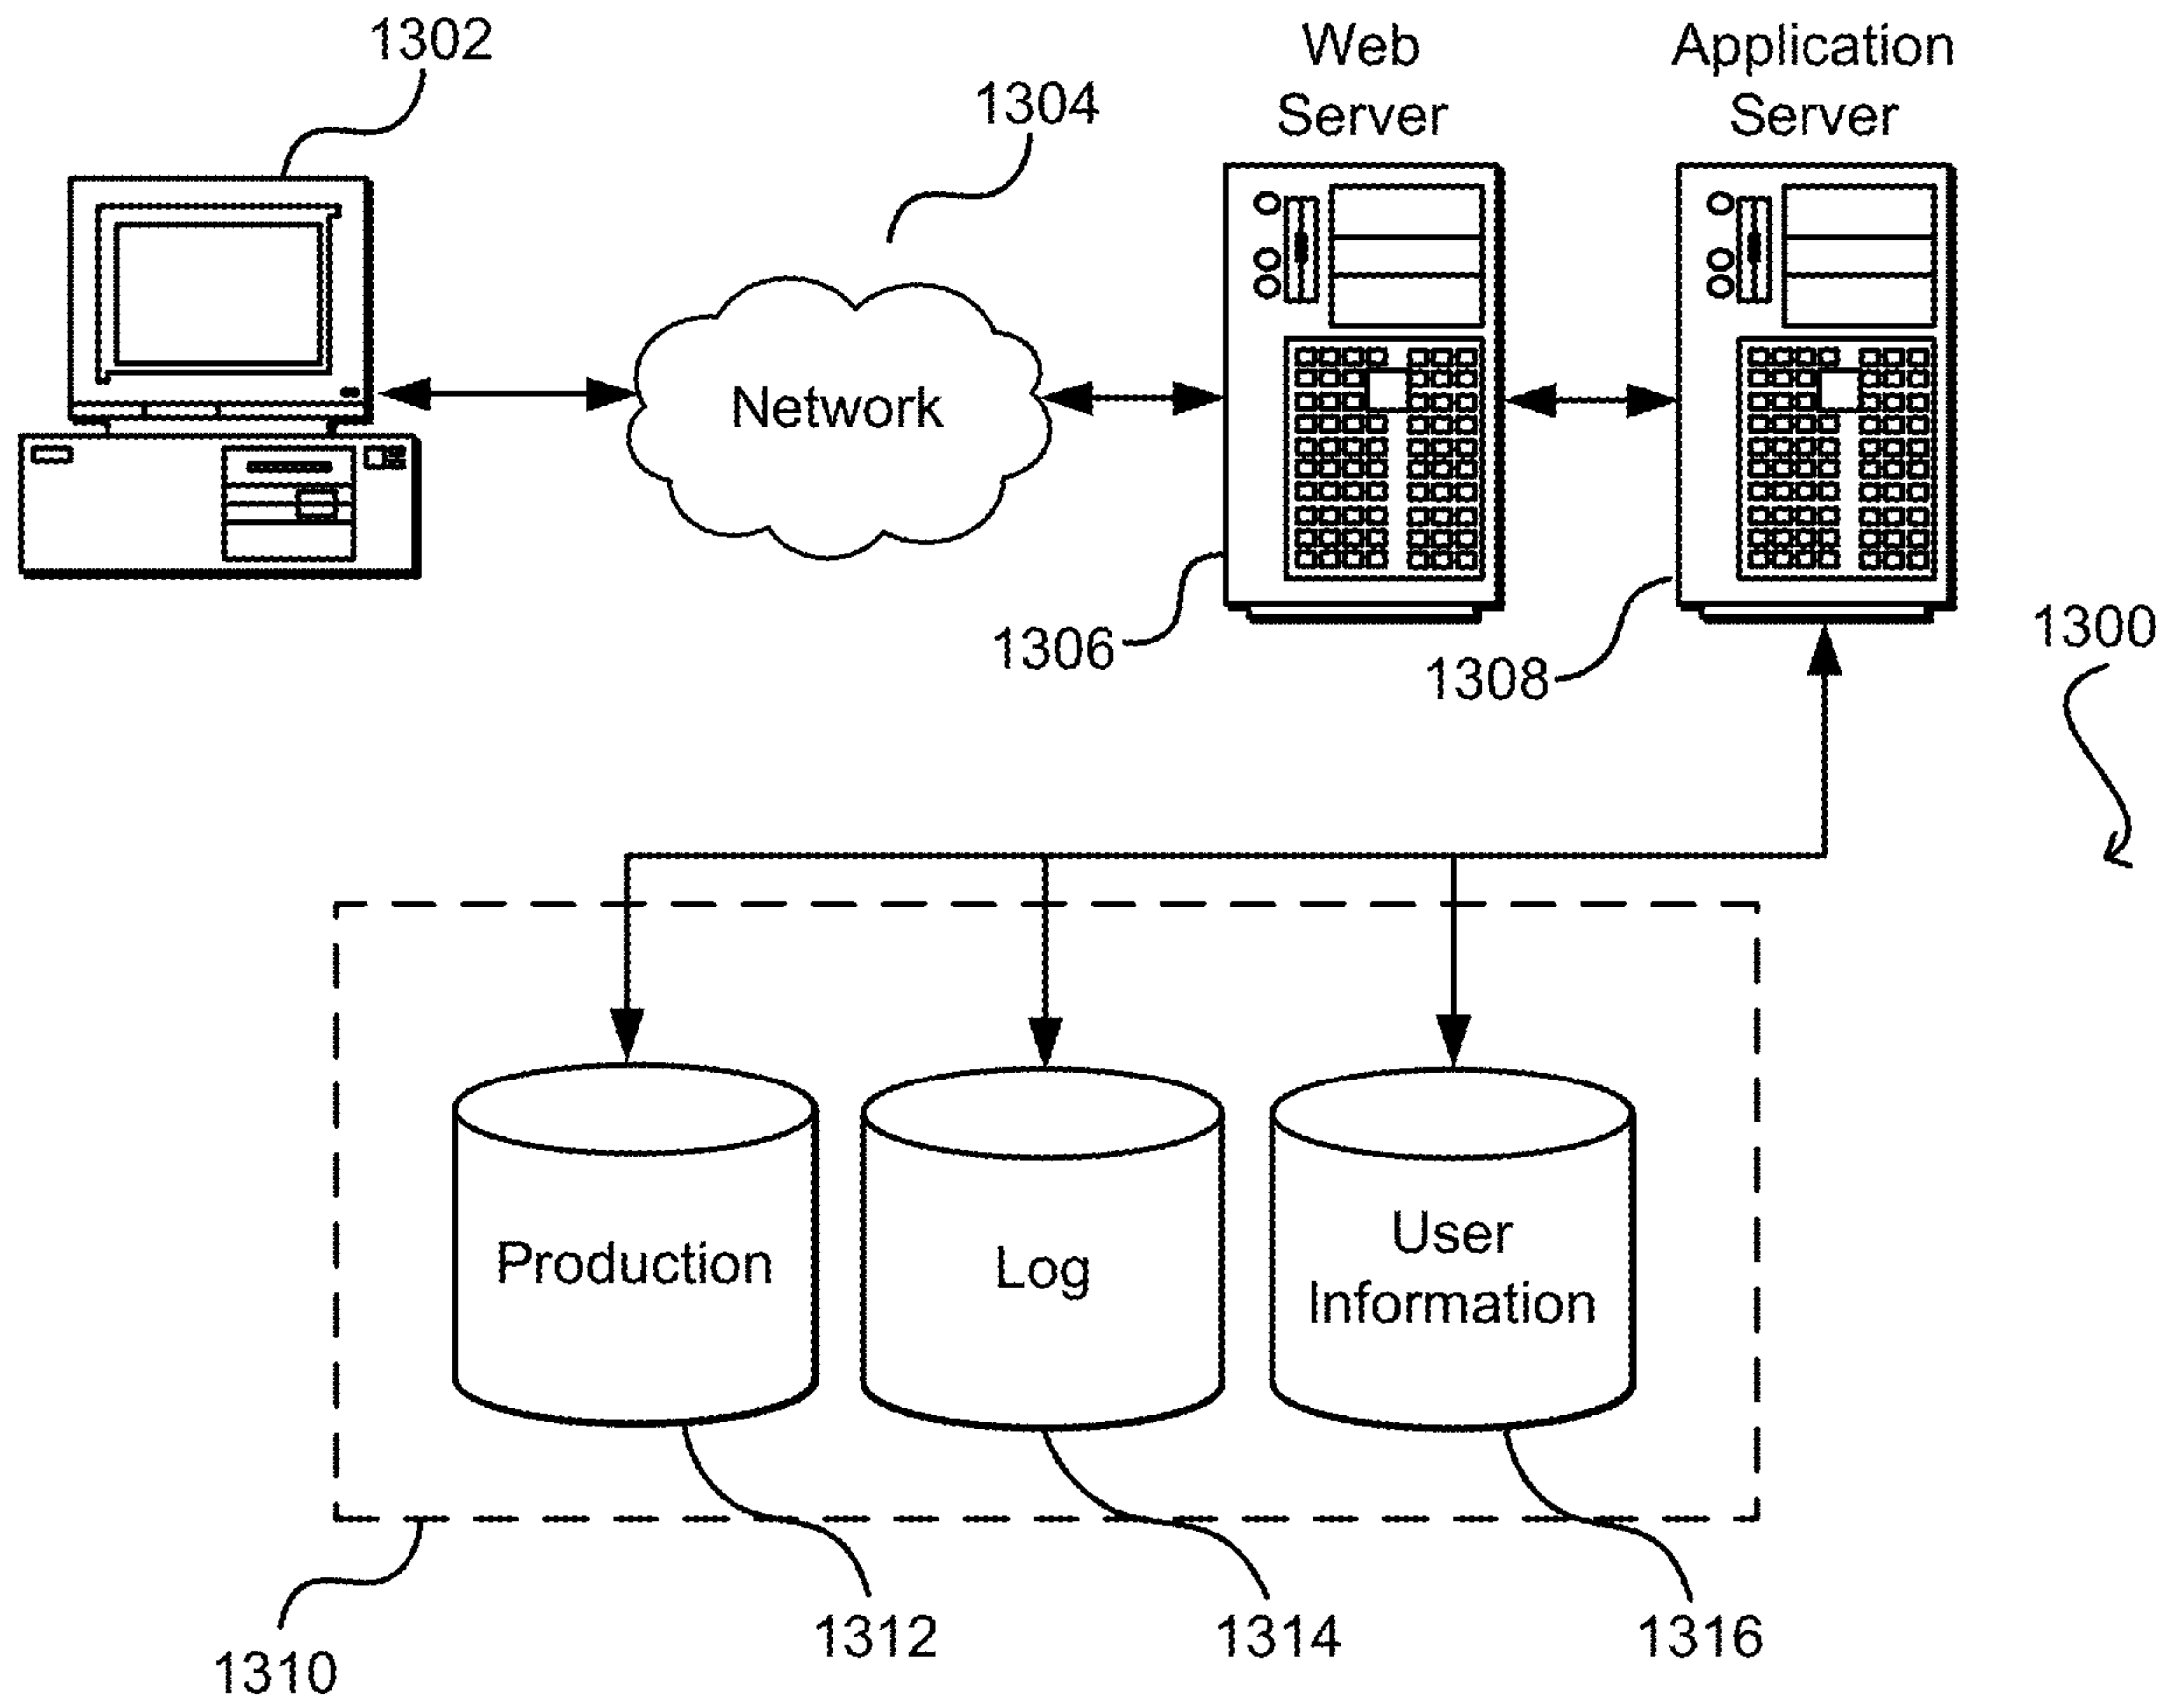 1302
1304
Web
Server
Application
Server
Network
1306
1308
1300
Production
Log
User
Information
1310
1312
1314
1316